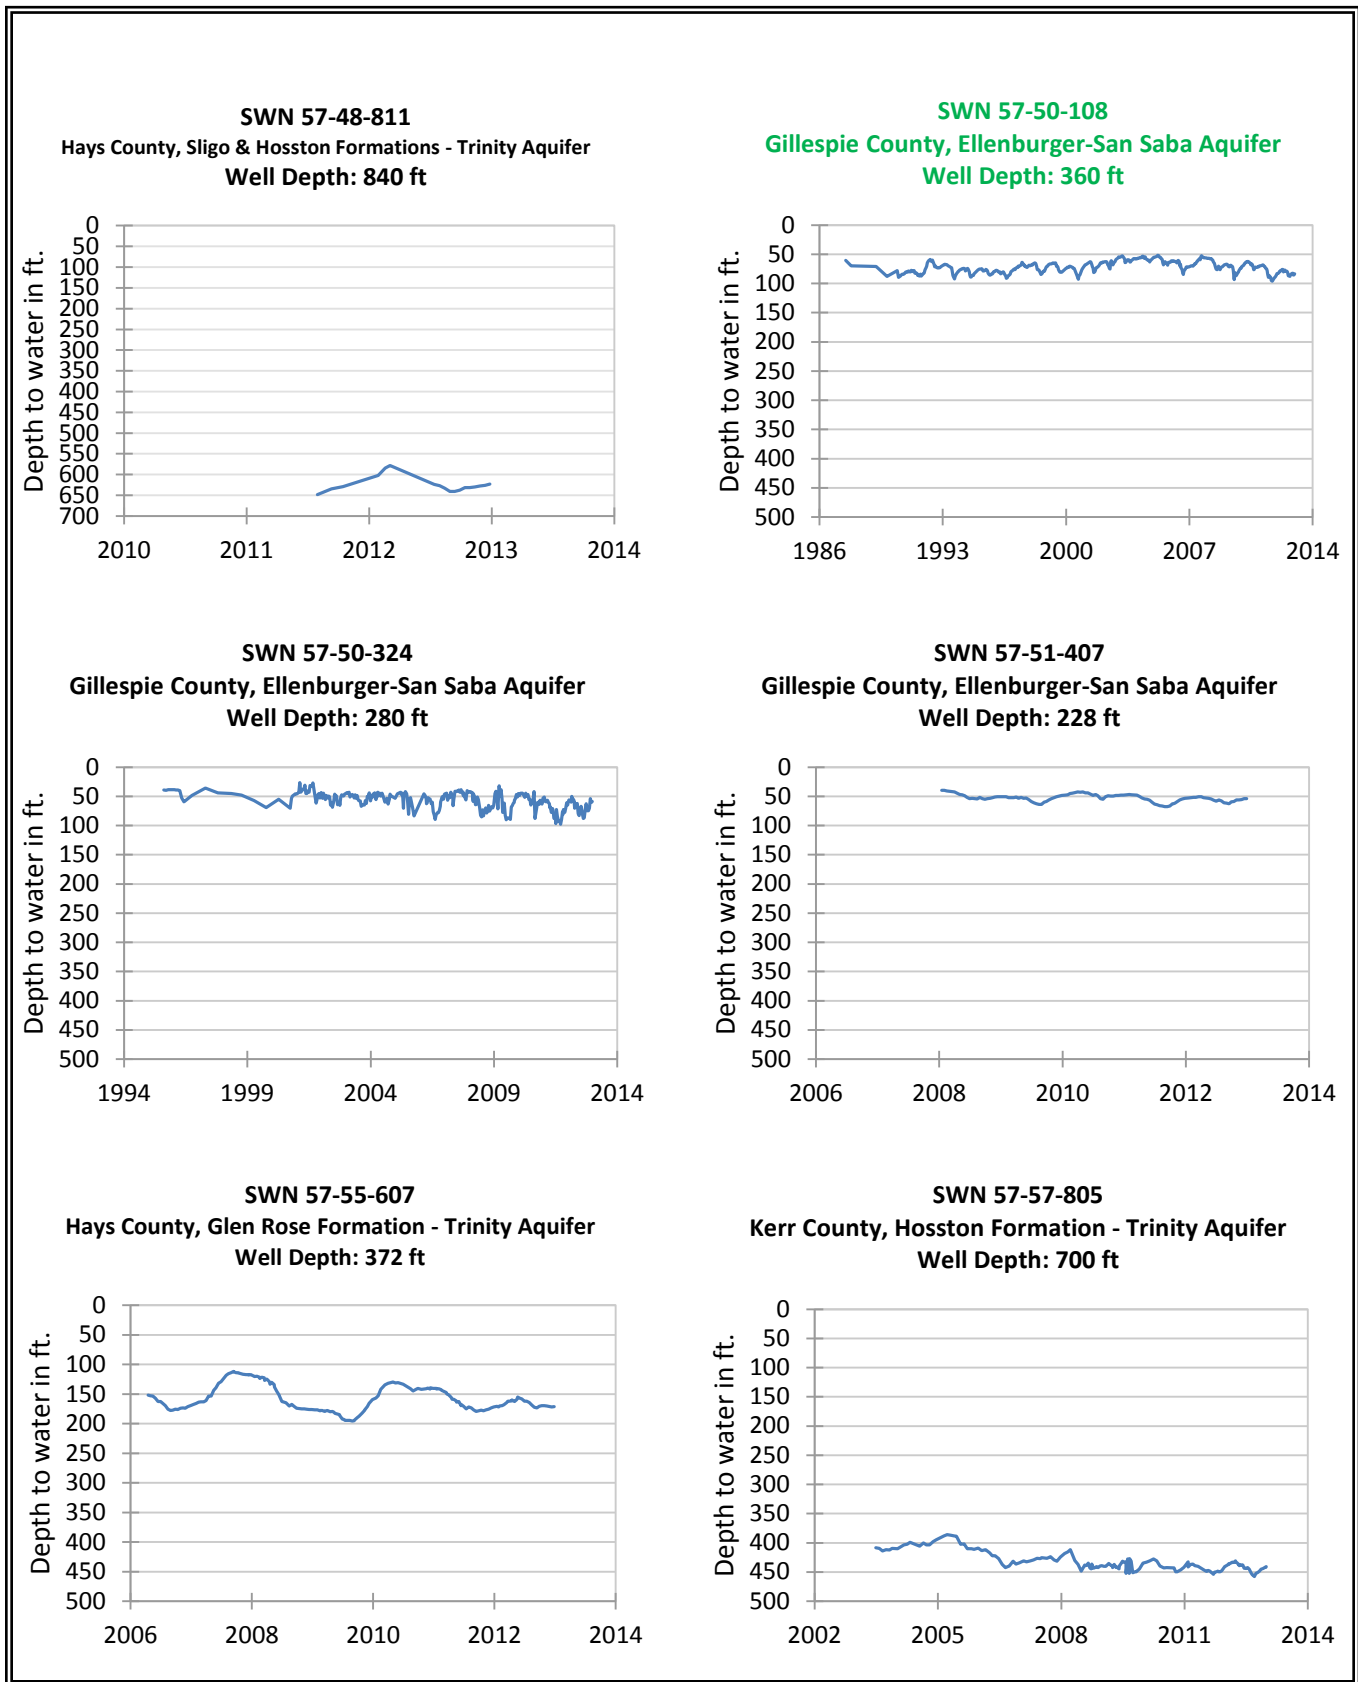 SWN 57-48-811
Hays County, Sligo & Hosston Formations - Trinity Aquifer
Well Depth: 840 ft
Depth to water in ft.
0
50
100
150
200
250
300
350
400
450
500
550
600
650
700
2010 2011 2012 2013 2014
SWN 57-50-108
Gillespie County, Ellenburger-San Saba Aquifer
Well Depth: 360 ft
Depth to water in ft.
0
50
100
150
200
250
300
350
400
450
500
1986 1993 2000 2007 2014
SWN 57-50-324
Gillespie County, Ellenburger-San Saba Aquifer
Well Depth: 280 ft
Depth to water in ft.
0
50
100
150
200
250
300
350
400
450
500
1994 1999 2004 2009 2014
SWN 57-51-407
Gillespie County, Ellenburger-San Saba Aquifer
Well Depth: 228 ft
Depth to water in ft.
0
50
100
150
200
250
300
350
400
450
500
2006 2008 2010 2012 2014
SWN 57-55-607
Hays County, Glen Rose Formation - Trinity Aquifer
Well Depth: 372 ft
Depth to water in ft.
0
50
100
150
200
250
300
350
400
450
500
2006 2008 2010 2012 2014
SWN 57-57-805
Kerr County, Hosston Formation - Trinity Aquifer
Well Depth: 700 ft
Depth to water in ft.
0
50
100
150
200
250
300
350
400
450
500
2002 2005 2008 2011 2014